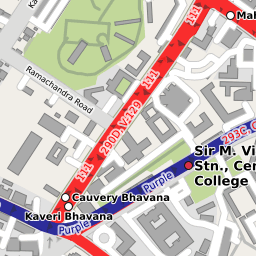 Mah
111
Ramachandra Road
290D, V-129
111
293C, C
Sir M. Vi
Stn., Cen
College
111
Purple
Cauvery Bhavana
Kaveri Bhavana
Purple